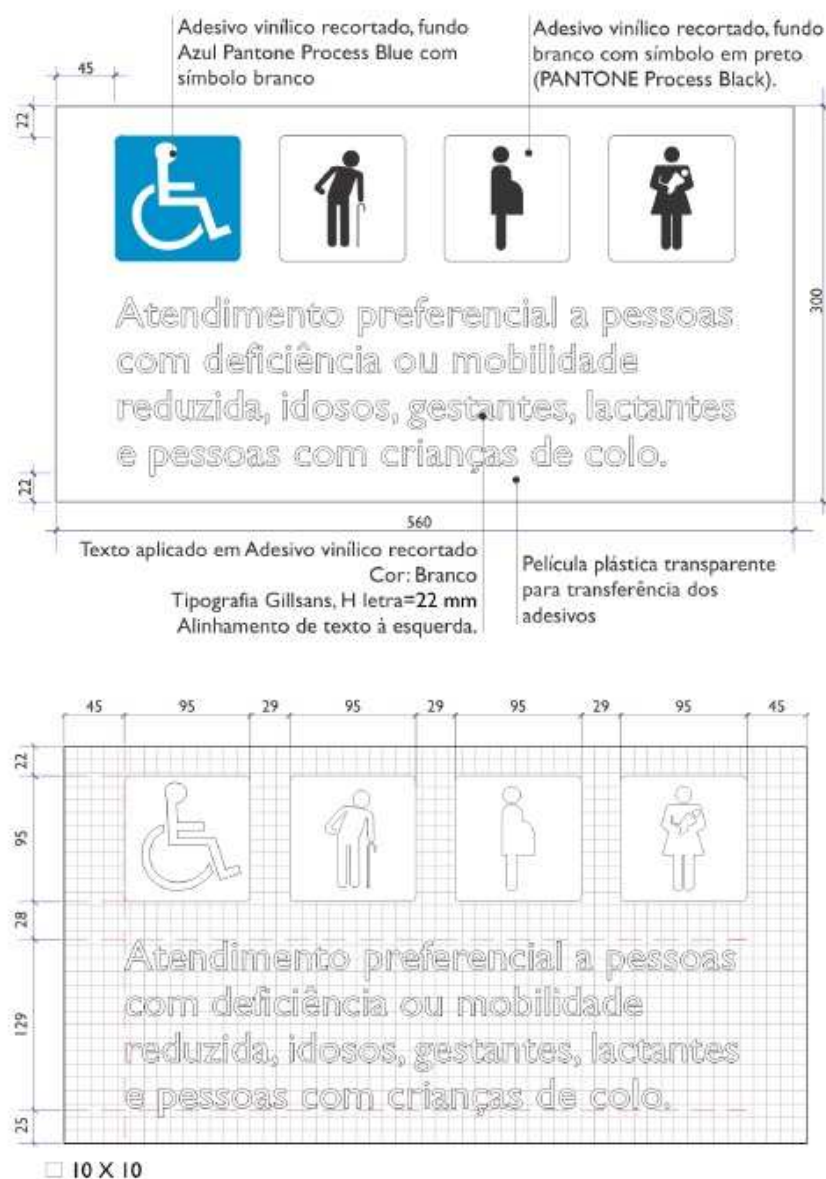 Adesivo vinílico recortado, fundo
Azul Pantone Process Blue com
símbolo branco
Adesivo vinílico recortado, fundo
branco com símbolo em preto
(PANTONE Process Black).
45
22
300
Atendimento preferencial a pessoas
com deficiência ou mobilidade
reduzida, idosos, gestantes, lactantes
e pessoas com crianças de colo.
22
560
Texto aplicado em Adesivo vinílico recortado
Cor: Branco
Tipografia Gillsans, H letra=22 mm
Alinhamento de texto à esquerda.
Película plástica transparente
para transferência dos
adesivos
45 95 29 95 29 95 29 95 45
22
95
28
129
25
Atendimento preferencial a pessoas
com deficiência ou mobilidade
reduzida, idosos, gestantes, lactantes
e pessoas com crianças de colo.
10 X 10